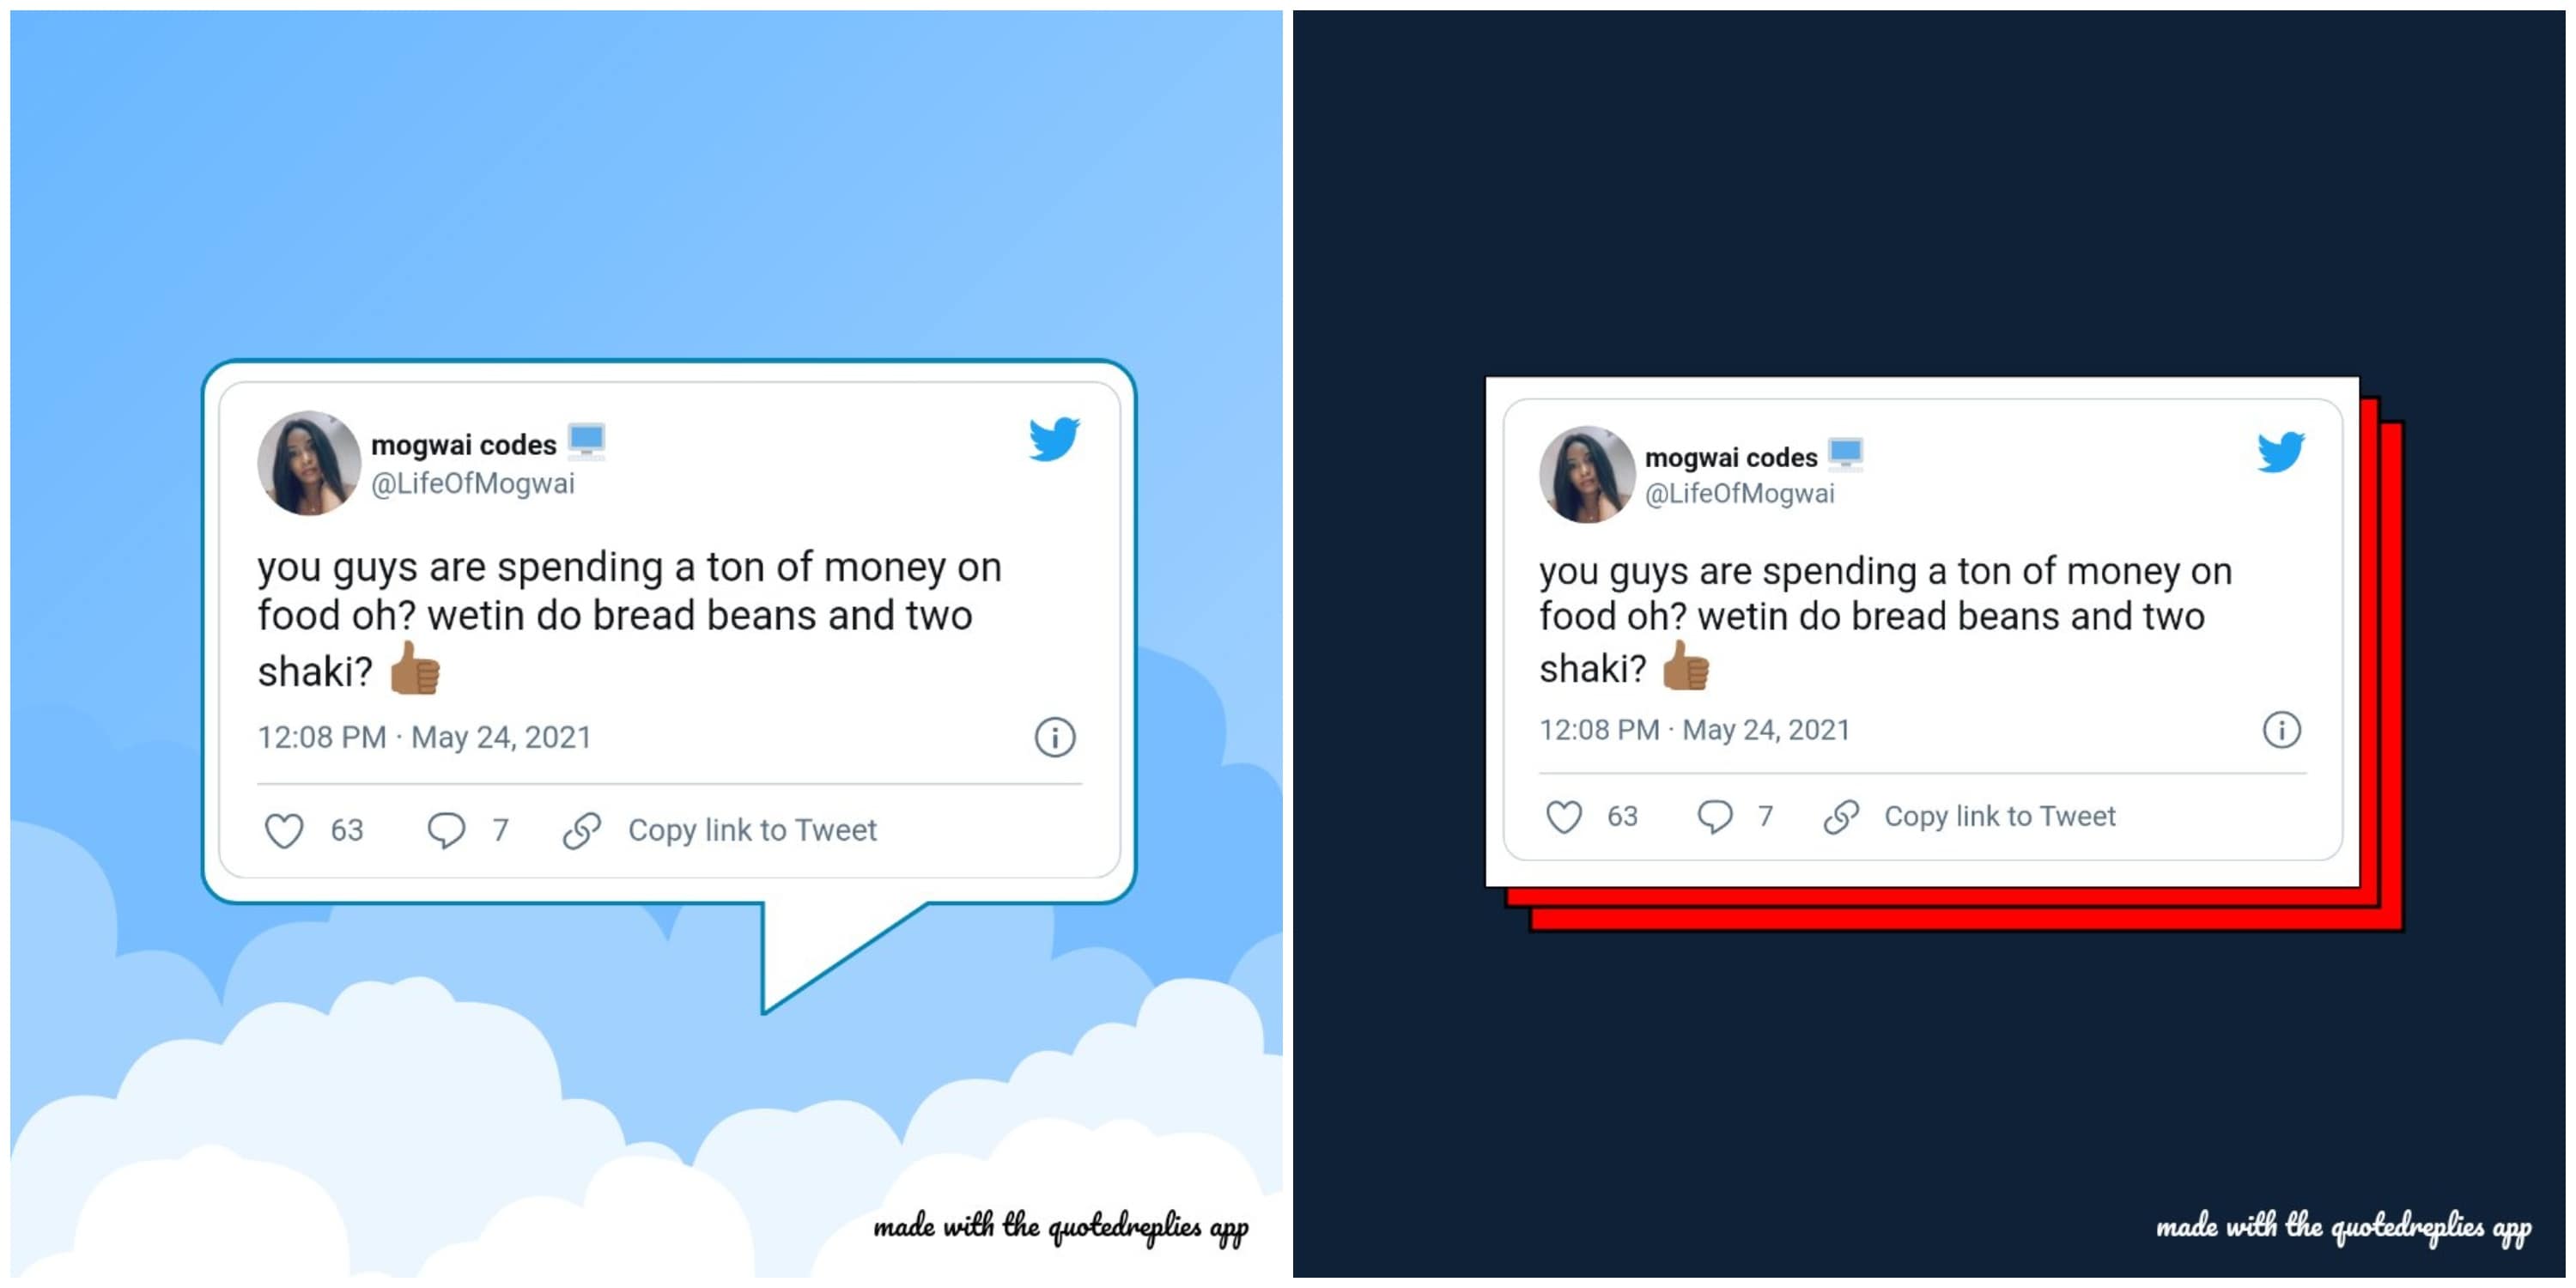 mogwai codes
@LifeOfMogwai
you guys are spending a ton of money on
food oh? wetin do bread beans and two
shaki? 👍🏾
12:08 PM · May 24, 2021
63 7 Copy link to Tweet
made with the quotedreplies app
mogwai codes
@LifeOfMogwai
you guys are spending a ton of money on
food oh? wetin do bread beans and two
shaki? 👍🏾
12:08 PM · May 24, 2021
63 7 Copy link to Tweet
made with the quotedreplies app